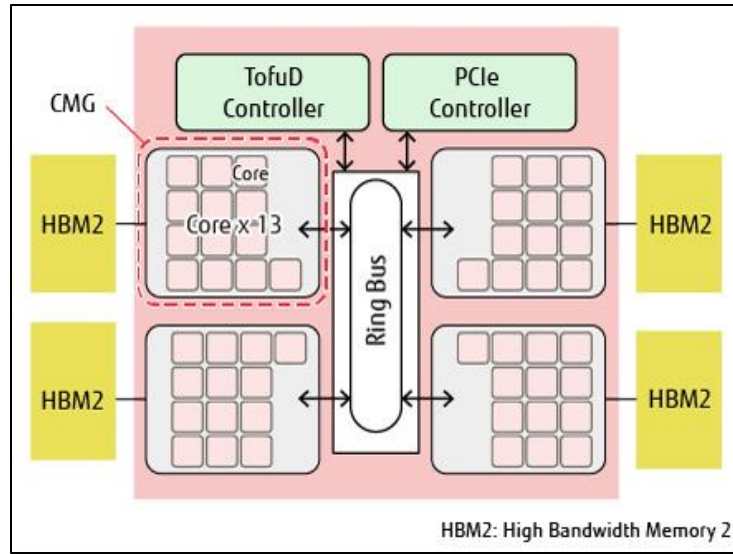 TofuD
Controller
PCIe
Controller
CMG
Core
Core x 13
HBM2
HBM2
Ring Bus
HBM2
HBM2
HBM2: High Bandwidth Memory 2